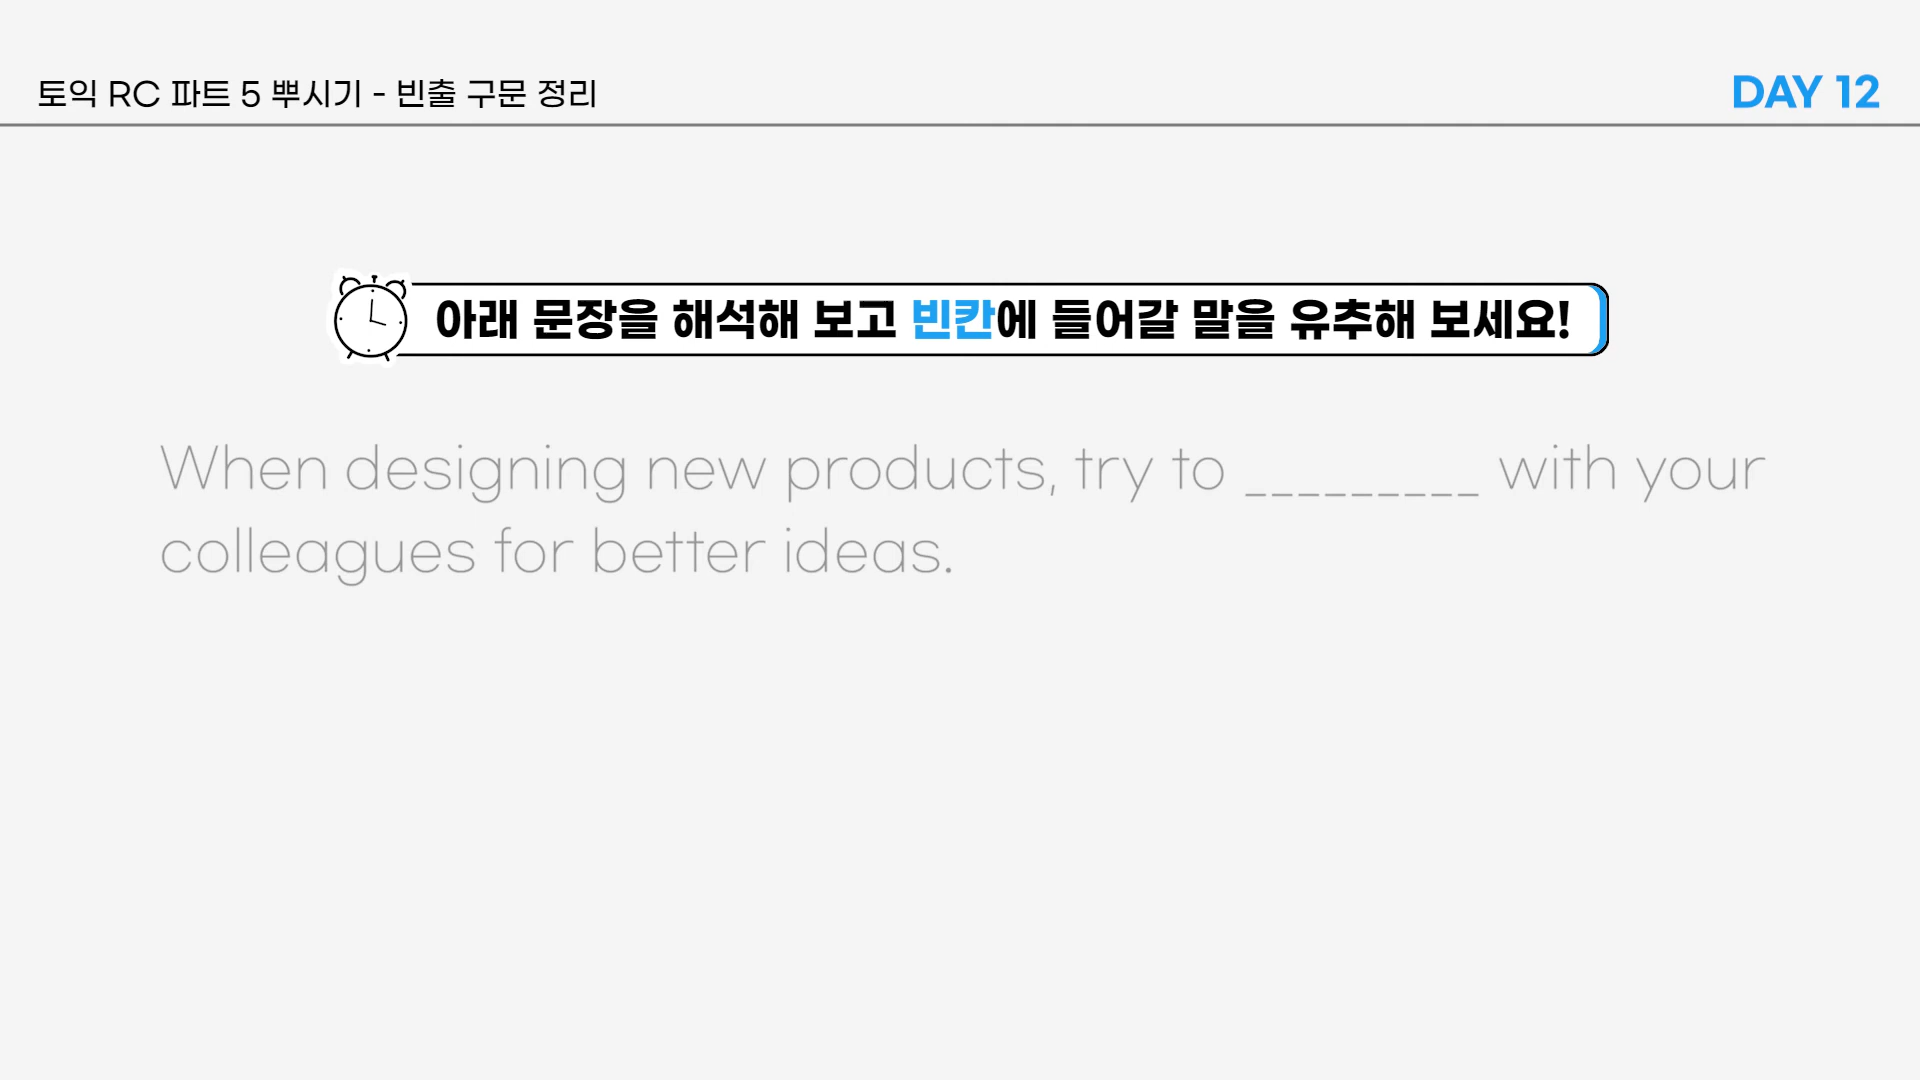 토익 RC 파트 5 뿌시기 - 빈출 구문 정리
DAY 12
아래 문장을 해석해 보고 빈칸에 들어갈 말을 유추해 보세요!
When designing new products, try to _________ with your
colleagues for better ideas.